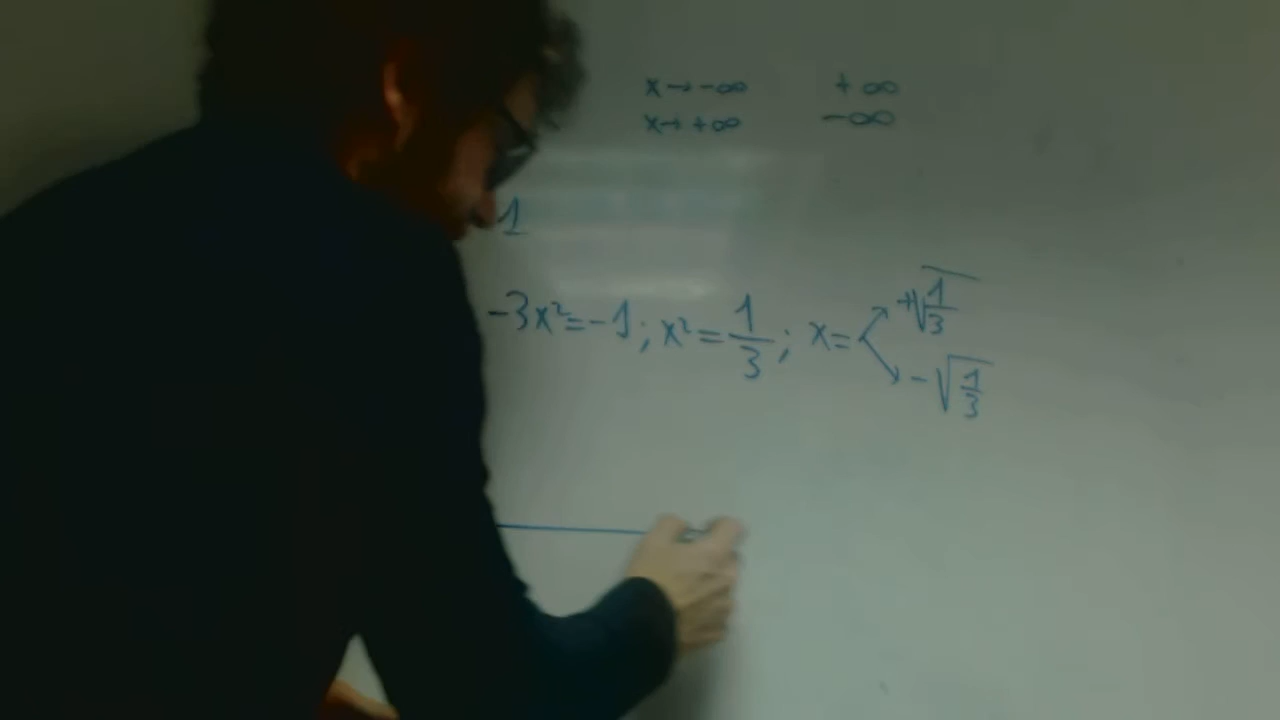 x→-∞ +∞
x→+∞ -∞
1
-3x²=-1; x²=1/3; x= +√(1/3)
-√(1/3)